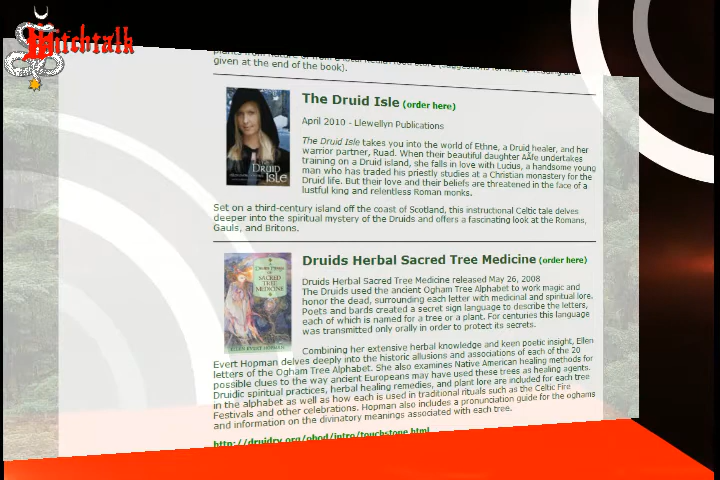 Witchtalk
given at the end of the book).
The Druid Isle (order here)
April 2010 - Llewellyn Publications
The Druid Isle takes you into the world of Ethne, a Druid healer, and her
warrior partner, Ruad. When their beautiful daughter AÃfe undertakes
training on a Druid island, she falls in love with Lucius, a handsome young
man who has traded his priestly studies at a Christian monastery for the
Druid life. But their love and their beliefs are threatened in the face of a
lustful king and relentless Roman monks.
DRUID
ISLE
Set on a third-century island off the coast of Scotland, this instructional Celtic tale delves
deeper into the spiritual mystery of the Druids and offers a fascinating look at the Romans,
Gauls, and Britons.
Druids Herbal Sacred Tree Medicine (order here)
Druids Herbal Sacred Tree Medicine released May 26, 2008
The Druids used the ancient Ogham Tree Alphabet to work magic and
honor the dead, surrounding each letter with medicinal and spiritual lore.
Poets and bards created a secret sign language to describe the letters,
each of which is named for a tree or a plant. For centuries this language
was transmitted only orally in order to protect its secrets.
SACRED
TREE
MEDICINE
ELLEN EVERT HOPMAN
Combining her extensive herbal knowledge and keen poetic insight, Ellen
Evert Hopman delves deeply into the historic allusions and associations of each of the 20
letters of the Ogham Tree Alphabet. She also examines Native American healing methods for
possible clues to the way ancient Europeans may have used these trees as healing agents.
Druidic spiritual practices, herbal healing remedies, and plant lore are included for each tree
in the alphabet as well as how each is used in traditional rituals such as the Celtic Fire
Festivals and other celebrations. Hopman also includes a pronunciation guide for the oghams
and information on the divinatory meanings associated with each tree.
http://druidry.org/obod/intro/touchstone.html